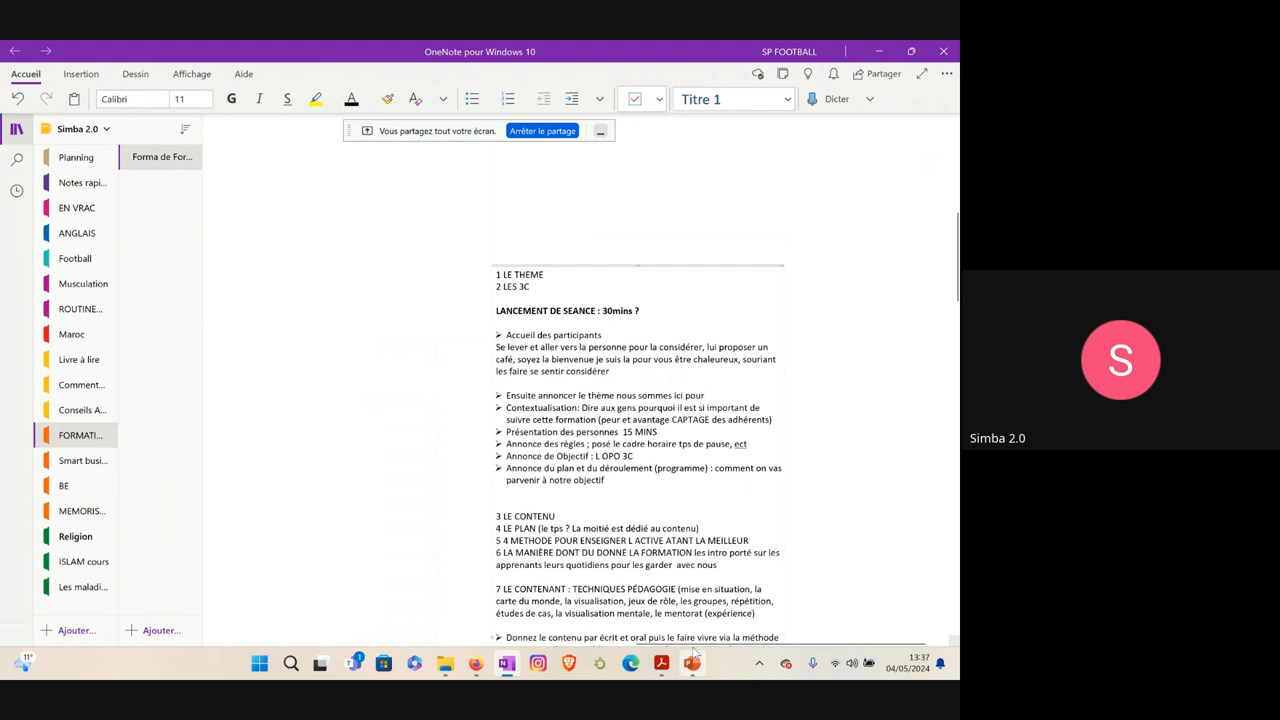 OneNote pour Windows 10
SP FOOTBALL
Accueil
Insertion
Dessin
Affichage
Aide
Partager
Calibri
11
G
I
S
A
Titre 1
Dicter
Simba 2.0
Vous partagez tout votre écran.
Arrêter le partage
Planning
Notes rapi...
EN VRAC
ANGLAIS
Football
Musculation
ROUTINE...
Maroc
Livre à lire
Comment...
Conseils A...
FORMATI...
Smart busi...
BE
MEMORIS...
Religion
ISLAM cours
Les maladi...
Ajouter...
Forma de For...
Ajouter...
1 LE THEME
2 LES 3C
LANCEMENT DE SEANCE : 30mins ?
➢ Accueil des participants
Se lever et aller vers la personne pour la considérer, lui proposer un
café, soyez la bienvenue je suis la pour vous être chaleureux, souriant
les faire se sentir considérer
➢ Ensuite annoncer le thème nous sommes ici pour
➢ Contextualisation: Dire aux gens pourquoi il est si important de
suivre cette formation (peur et avantage CAPTAGE des adhérents)
➢ Présentation des personnes 15 MINS
➢ Annonce des règles ; posé le cadre horaire tps de pause, ect
➢ Annonce de Objectif : L OPO 3C
➢ Annonce du plan et du déroulement (programme) : comment on vas
parvenir à notre objectif
3 LE CONTENU
4 LE PLAN (le tps ? La moitié est dédié au contenu)
5 4 METHODE POUR ENSEIGNER L ACTIVE ATANT LA MEILLEUR
6 LA MANIÈRE DONT DU DONNE LA FORMATION les intro porté sur les
apprenants leurs quotidiens pour les garder avec nous
7 LE CONTENANT : TECHNIQUES PÉDAGOGIE (mise en situation, la
carte du monde, la visualisation, jeux de rôle, les groupes, répétition,
études de cas, la visualisation mentale, le mentorat (expérience)
➢ Donnez le contenu par écrit et oral puis le faire vivre via la méthode
S
Simba 2.0
11°
13:37
04/05/2024